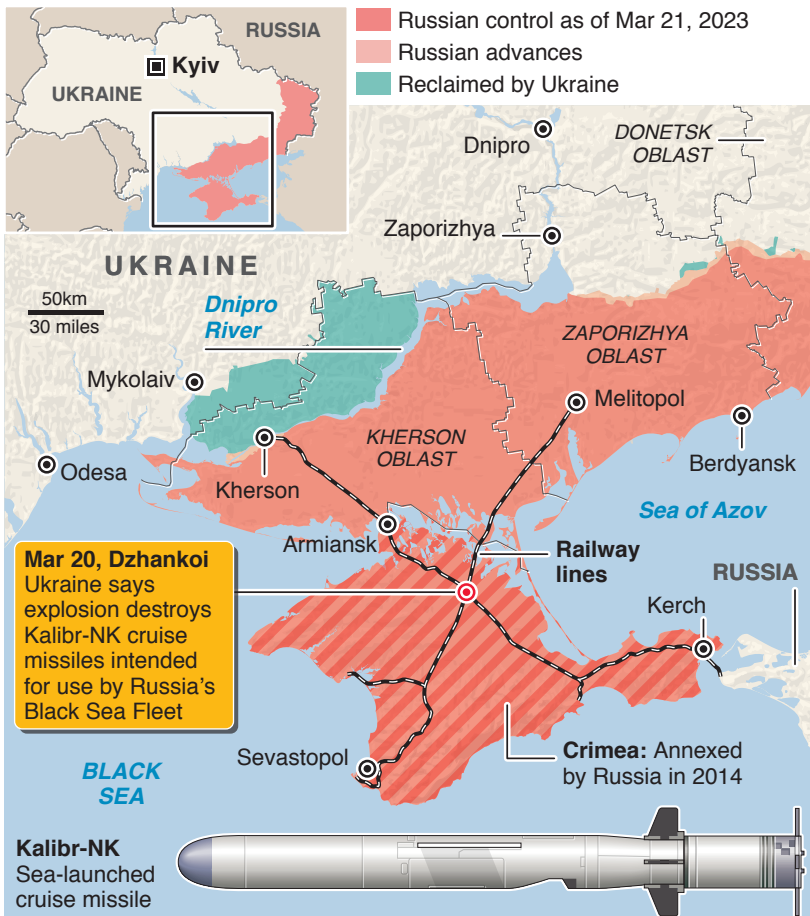 RUSSIA
Kyiv
UKRAINE
Russian control as of Mar 21, 2023
Russian advances
Reclaimed by Ukraine
Dnipro
DONETSK
OBLAST
Zaporizhya
UKRAINE
50km
30 miles
Dnipro
River
ZAPORIZHYA
OBLAST
Mykolaiv
Melitopol
KHERSON
OBLAST
Odesa
Kherson
Berdyansk
Sea of Azov
Armiansk
Railway
lines
RUSSIA
Mar 20, Dzhankoi
Ukraine says
explosion destroys
Kalibr-NK cruise
missiles intended
for use by Russia’s
Black Sea Fleet
Kerch
Sevastopol
Crimea: Annexed
by Russia in 2014
BLACK
SEA
Kalibr-NK
Sea-launched
cruise missile